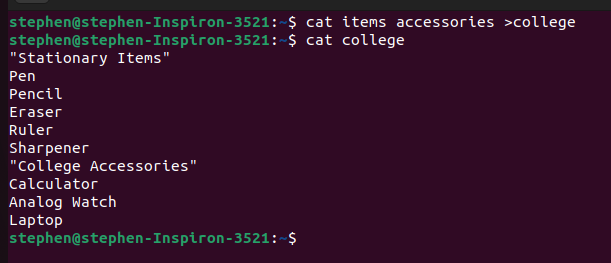 stephen@stephen-Inspiron-3521:~$ cat items accessories >college
stephen@stephen-Inspiron-3521:~$ cat college
"Stationary Items"
Pen
Pencil
Eraser
Ruler
Sharpener
"College Accessories"
Calculator
Analog Watch
Laptop
stephen@stephen-Inspiron-3521:~$